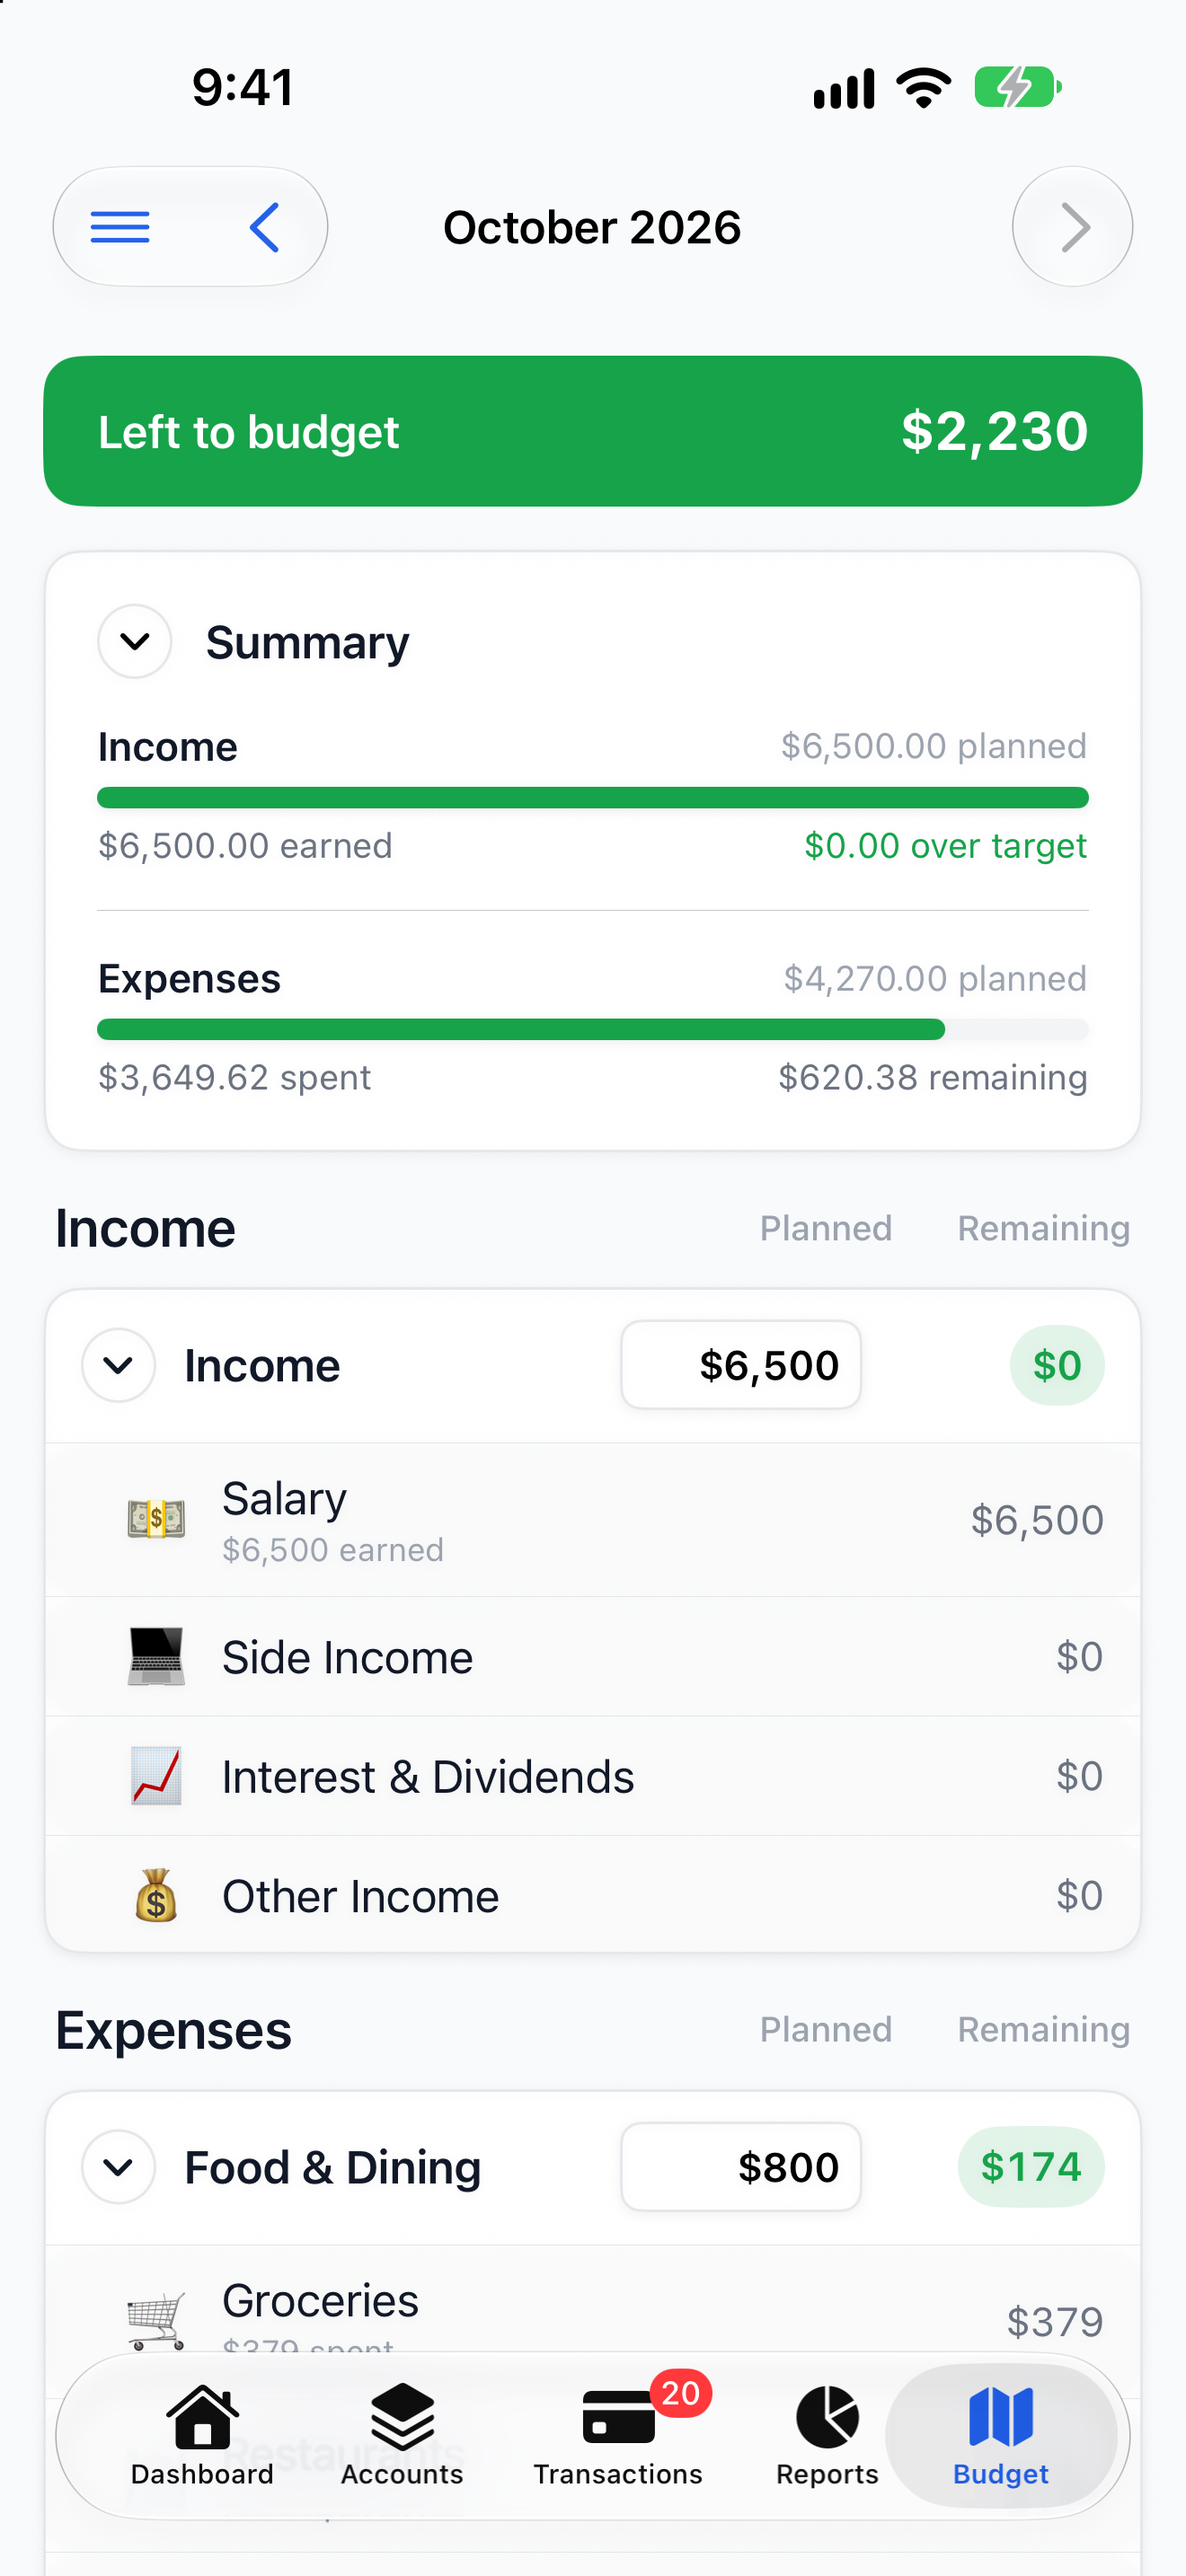 9:41
October 2026
Left to budget $2,230
Summary
Income $6,500.00 planned
$6,500.00 earned $0.00 over target
Expenses $4,270.00 planned
$3,649.62 spent $620.38 remaining
Income Planned Remaining
Income $6,500 $0
Salary $6,500
$6,500 earned
Side Income $0
Interest & Dividends $0
Other Income $0
Expenses Planned Remaining
Food & Dining $800 $174
Groceries $379
$379 spent
Restaurants
20
Dashboard Accounts Transactions Reports Budget